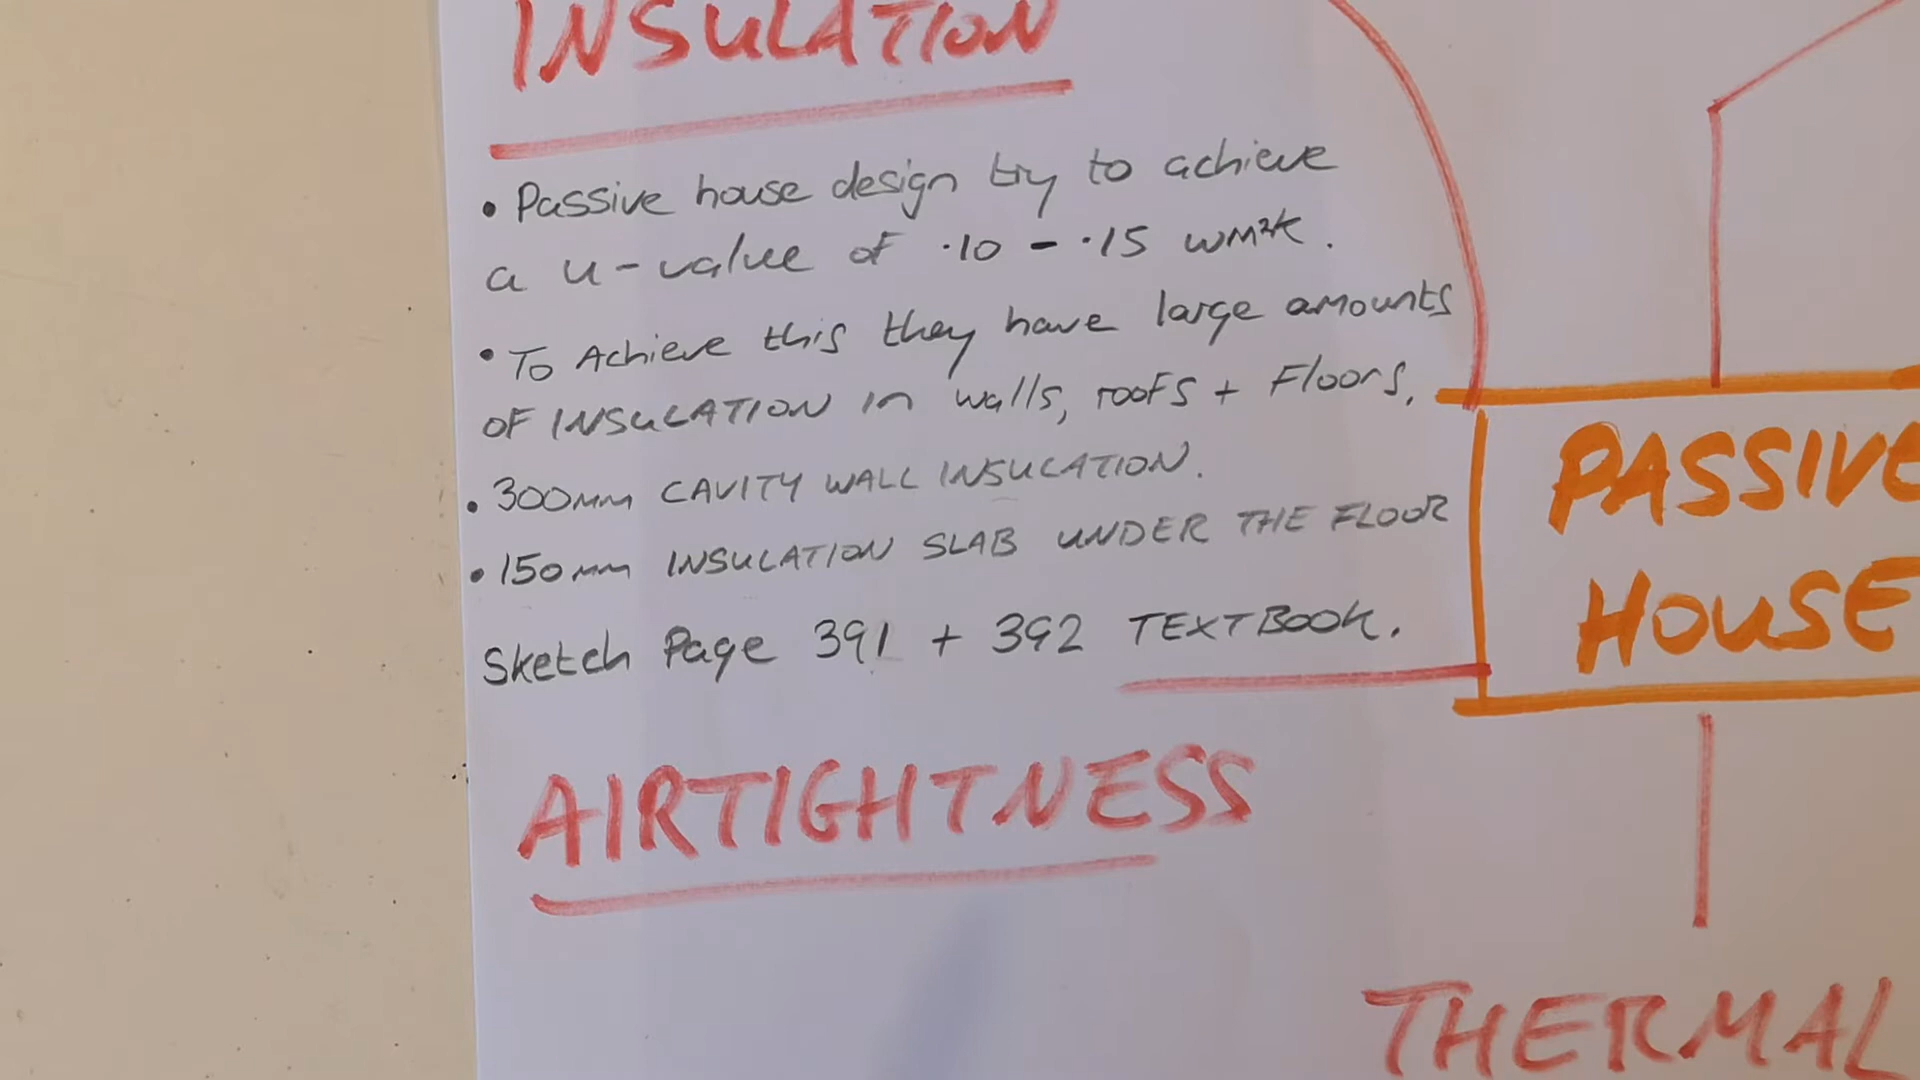 INSULATION
• Passive house design try to achieve
a u-value of .10 - .15 WM²K.
• To Achieve this they have large amounts
OF INSULATION in walls, roofs + Floors.
• 300mm CAVITY WALL INSULATION.
• 150mm INSULATION SLAB UNDER THE FLOOR
Sketch Page 391 + 392 TEXTBOOK.
PASSIVE
HOUSE
AIRTIGHTNESS
THERMAL